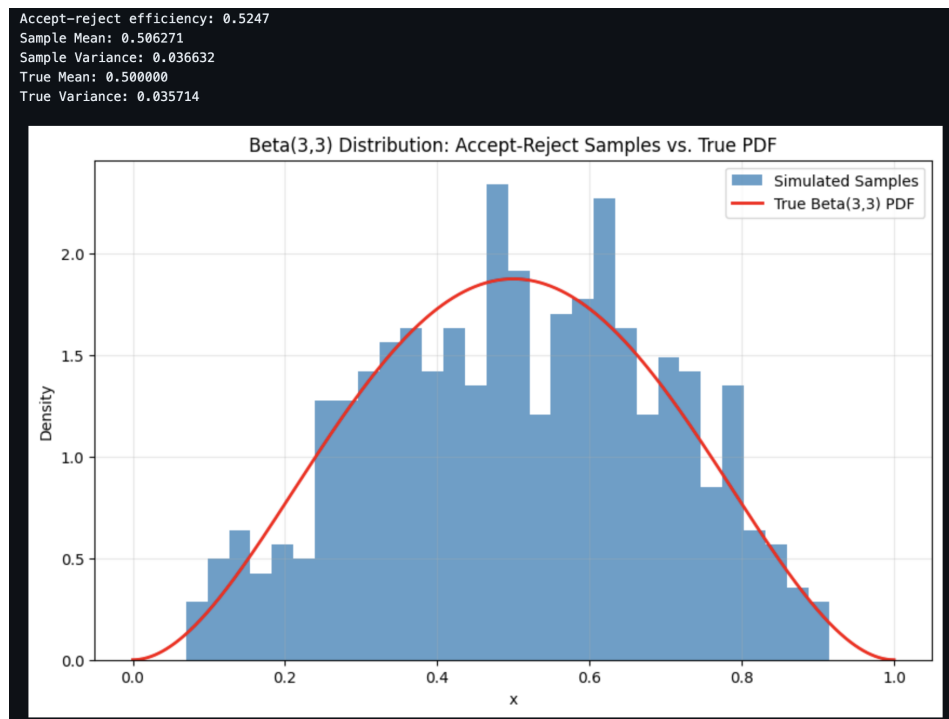 Accept-reject efficiency: 0.5247
Sample Mean: 0.506271
Sample Variance: 0.036632
True Mean: 0.500000
True Variance: 0.035714
Beta(3,3) Distribution: Accept-Reject Samples vs. True PDF
Simulated Samples
True Beta(3,3) PDF
2.0
1.5
1.0
0.5
0.0
Density
0.0 0.2 0.4 0.6 0.8 1.0
x